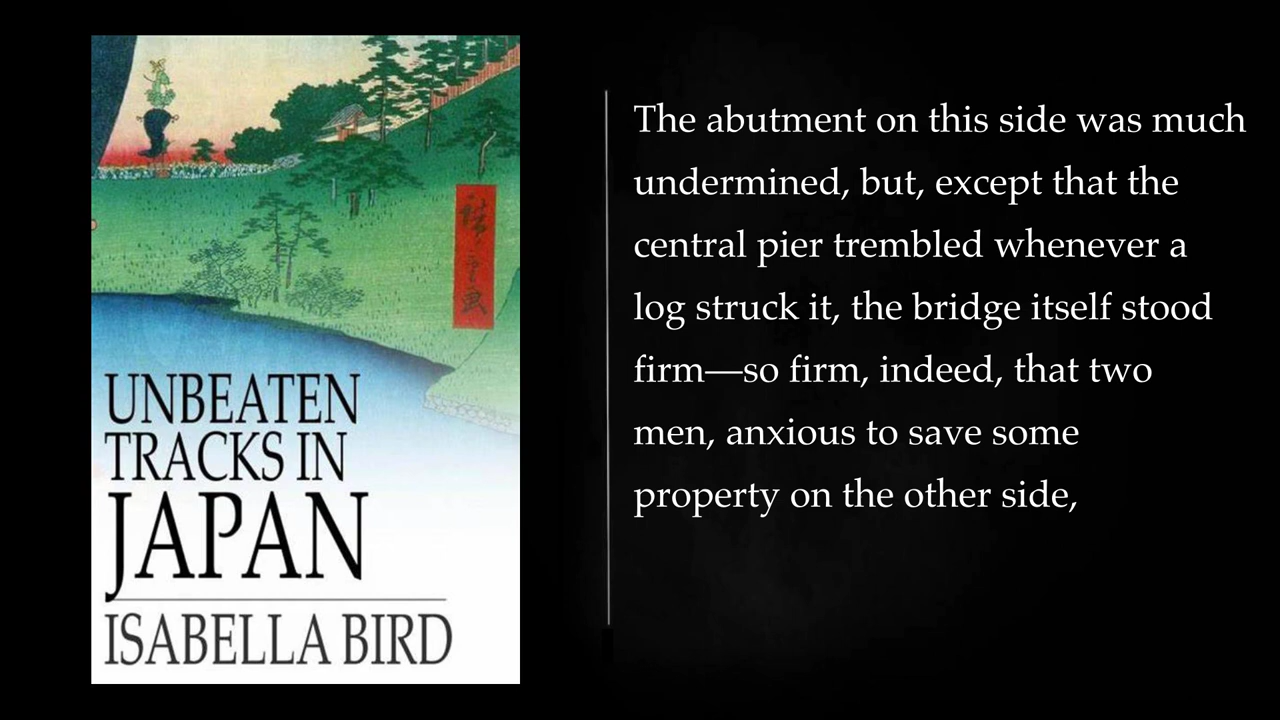 UNBEATEN
TRACKS IN
JAPAN
ISABELLA BIRD
The abutment on this side was much
undermined, but, except that the
central pier trembled whenever a
log struck it, the bridge itself stood
firm—so firm, indeed, that two
men, anxious to save some
property on the other side,